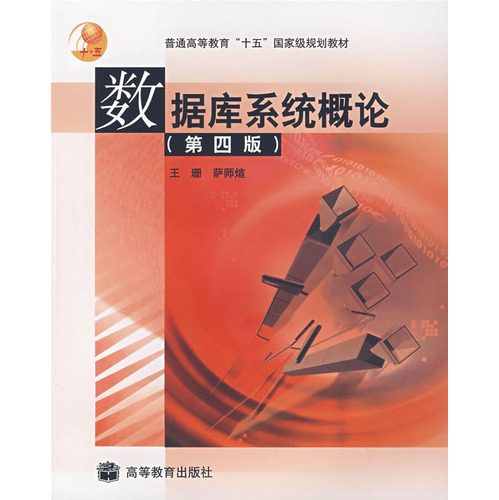 普通高等教育“十五”国家级规划教材
十·五
数据库系统概论
(第四版)
王 珊 萨师煊
高等教育出版社